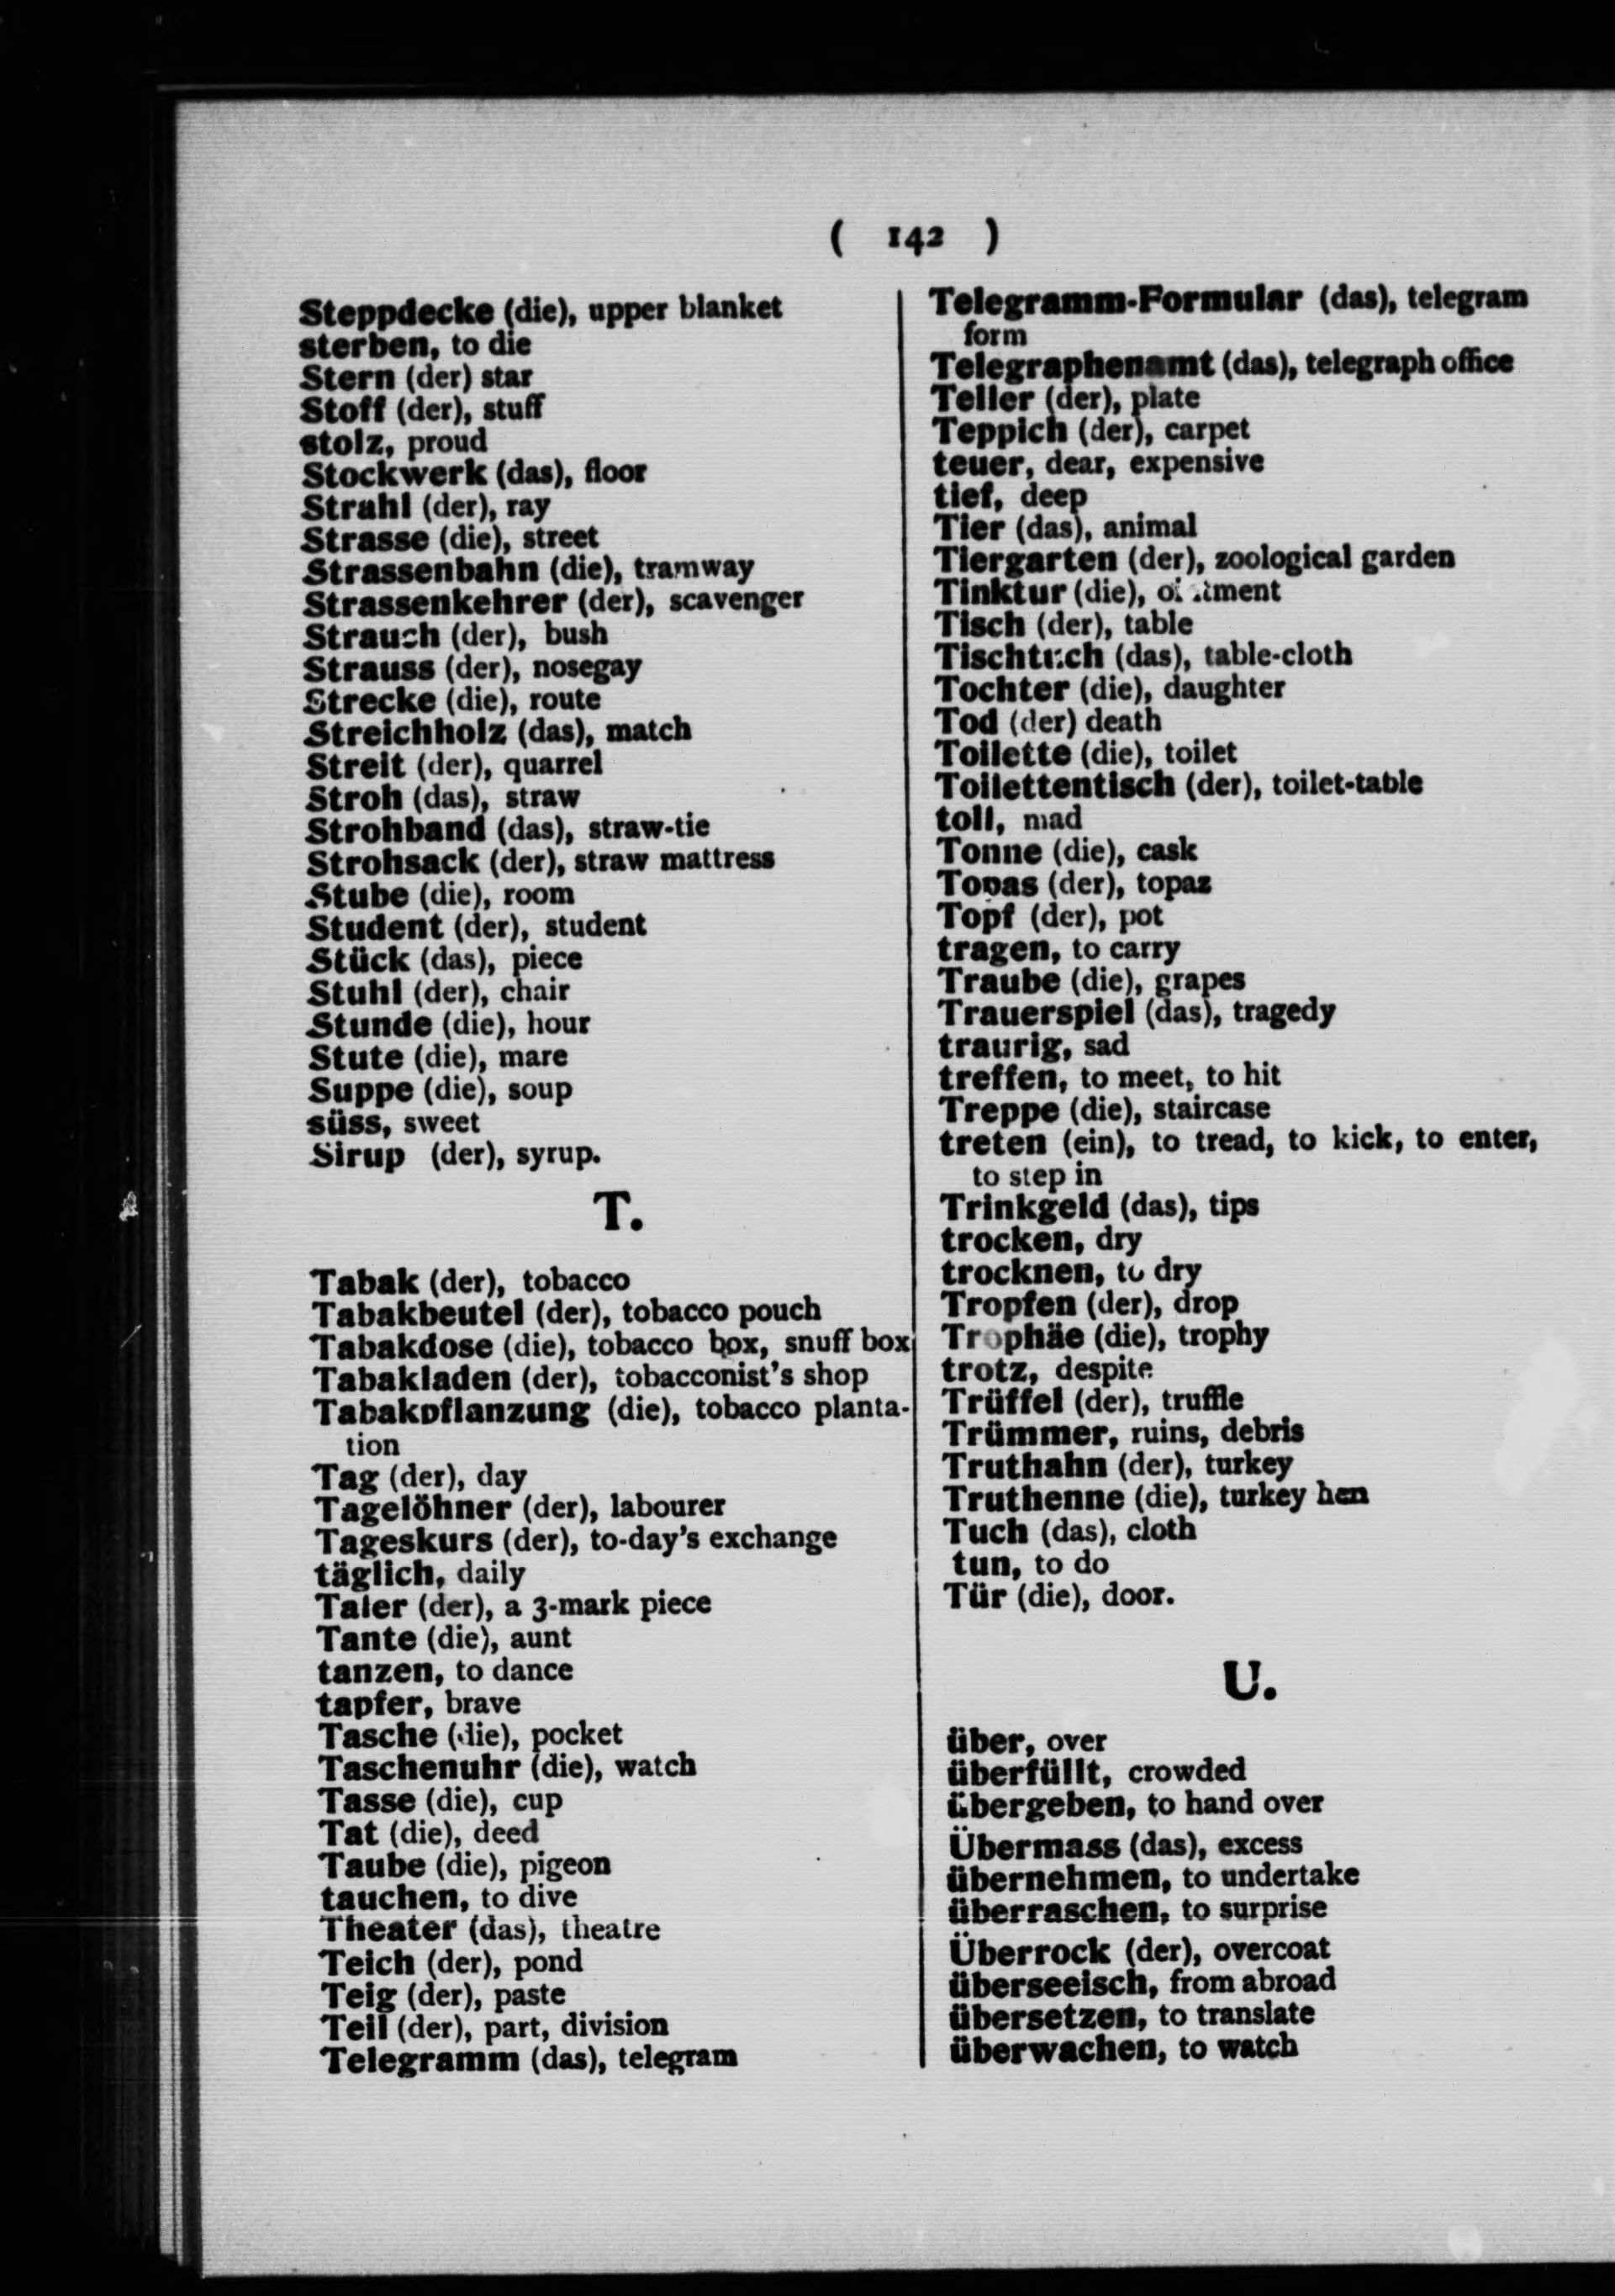 ( 142 )
Steppdecke (die), upper blanket
sterben, to die
Stern (der) star
Stoff (der), stuff
stolz, proud
Stockwerk (das), floor
Strahl (der), ray
Strasse (die), street
Strassenbahn (die), tramway
Strassenkehrer (der), scavenger
Strauch (der), bush
Strauss (der), nosegay
Strecke (die), route
Streichholz (das), match
Streit (der), quarrel
Stroh (das), straw
Strohband (das), straw-tie
Strohsack (der), straw mattress
Stube (die), room
Student (der), student
Stück (das), piece
Stuhl (der), chair
Stunde (die), hour
Stute (die), mare
Suppe (die), soup
süss, sweet
Sirup (der), syrup.
T.
Tabak (der), tobacco
Tabakbeutel (der), tobacco pouch
Tabakdose (die), tobacco box, snuff box
Tabakladen (der), tobacconist's shop
Tabakpflanzung (die), tobacco planta-
tion
Tag (der), day
Tagelöhner (der), labourer
Tageskurs (der), to-day's exchange
täglich, daily
Taler (der), a 3-mark piece
Tante (die), aunt
tanzen, to dance
tapfer, brave
Tasche (die), pocket
Taschenuhr (die), watch
Tasse (die), cup
Tat (die), deed
Taube (die), pigeon
tauchen, to dive
Theater (das), theatre
Teich (der), pond
Teig (der), paste
Teil (der), part, division
Telegramm (das), telegram
Telegramm-Formular (das), telegram
form
Telegraphenamt (das), telegraph office
Teller (der), plate
Teppich (der), carpet
teuer, dear, expensive
tief, deep
Tier (das), animal
Tiergarten (der), zoological garden
Tinktur (die), ointment
Tisch (der), table
Tischtuch (das), table-cloth
Tochter (die), daughter
Tod (der) death
Toilette (die), toilet
Toilettentisch (der), toilet-table
toll, mad
Tonne (die), cask
Topas (der), topaz
Topf (der), pot
tragen, to carry
Traube (die), grapes
Trauerspiel (das), tragedy
traurig, sad
treffen, to meet, to hit
Treppe (die), staircase
treten (ein), to tread, to kick, to enter,
to step in
Trinkgeld (das), tips
trocken, dry
trocknen, to dry
Tropfen (der), drop
Trophäe (die), trophy
trotz, despite
Trüffel (der), truffle
Trümmer, ruins, debris
Truthahn (der), turkey
Truthenne (die), turkey hen
Tuch (das), cloth
tun, to do
Tür (die), door.
U.
über, over
überfüllt, crowded
übergeben, to hand over
Übermass (das), excess
übernehmen, to undertake
überraschen, to surprise
Überrock (der), overcoat
überseeisch, from abroad
übersetzen, to translate
überwachen, to watch